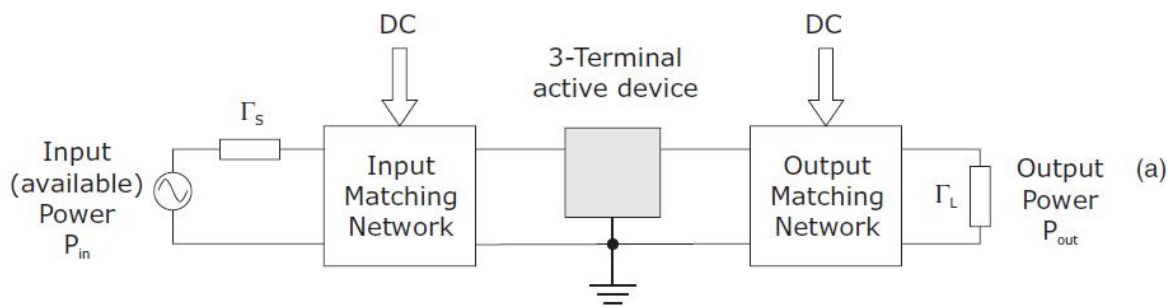 DC
DC
3-Terminal
active device
Γs
Input
(available)
Power
Pin
Input
Matching
Network
Output
Matching
Network
ΓL
Output
Power
Pout
(a)